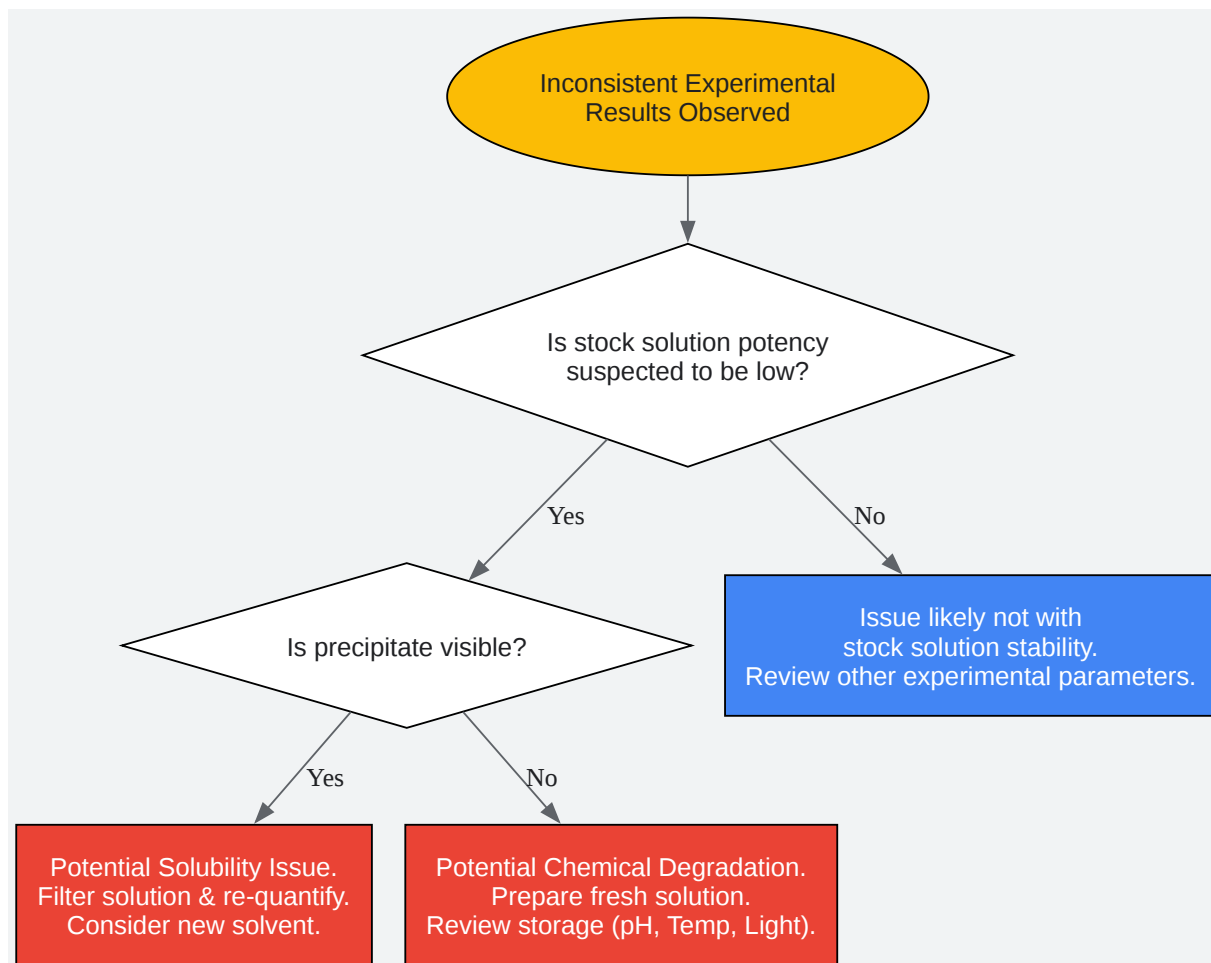 Inconsistent Experimental
Results Observed
Is stock solution potency
suspected to be low?
Yes
No
Is precipitate visible?
Issue likely not with
stock solution stability.
Review other experimental parameters.
Yes
No
Potential Solubility Issue.
Filter solution & re-quantify.
Consider new solvent.
Potential Chemical Degradation.
Prepare fresh solution.
Review storage (pH, Temp, Light).